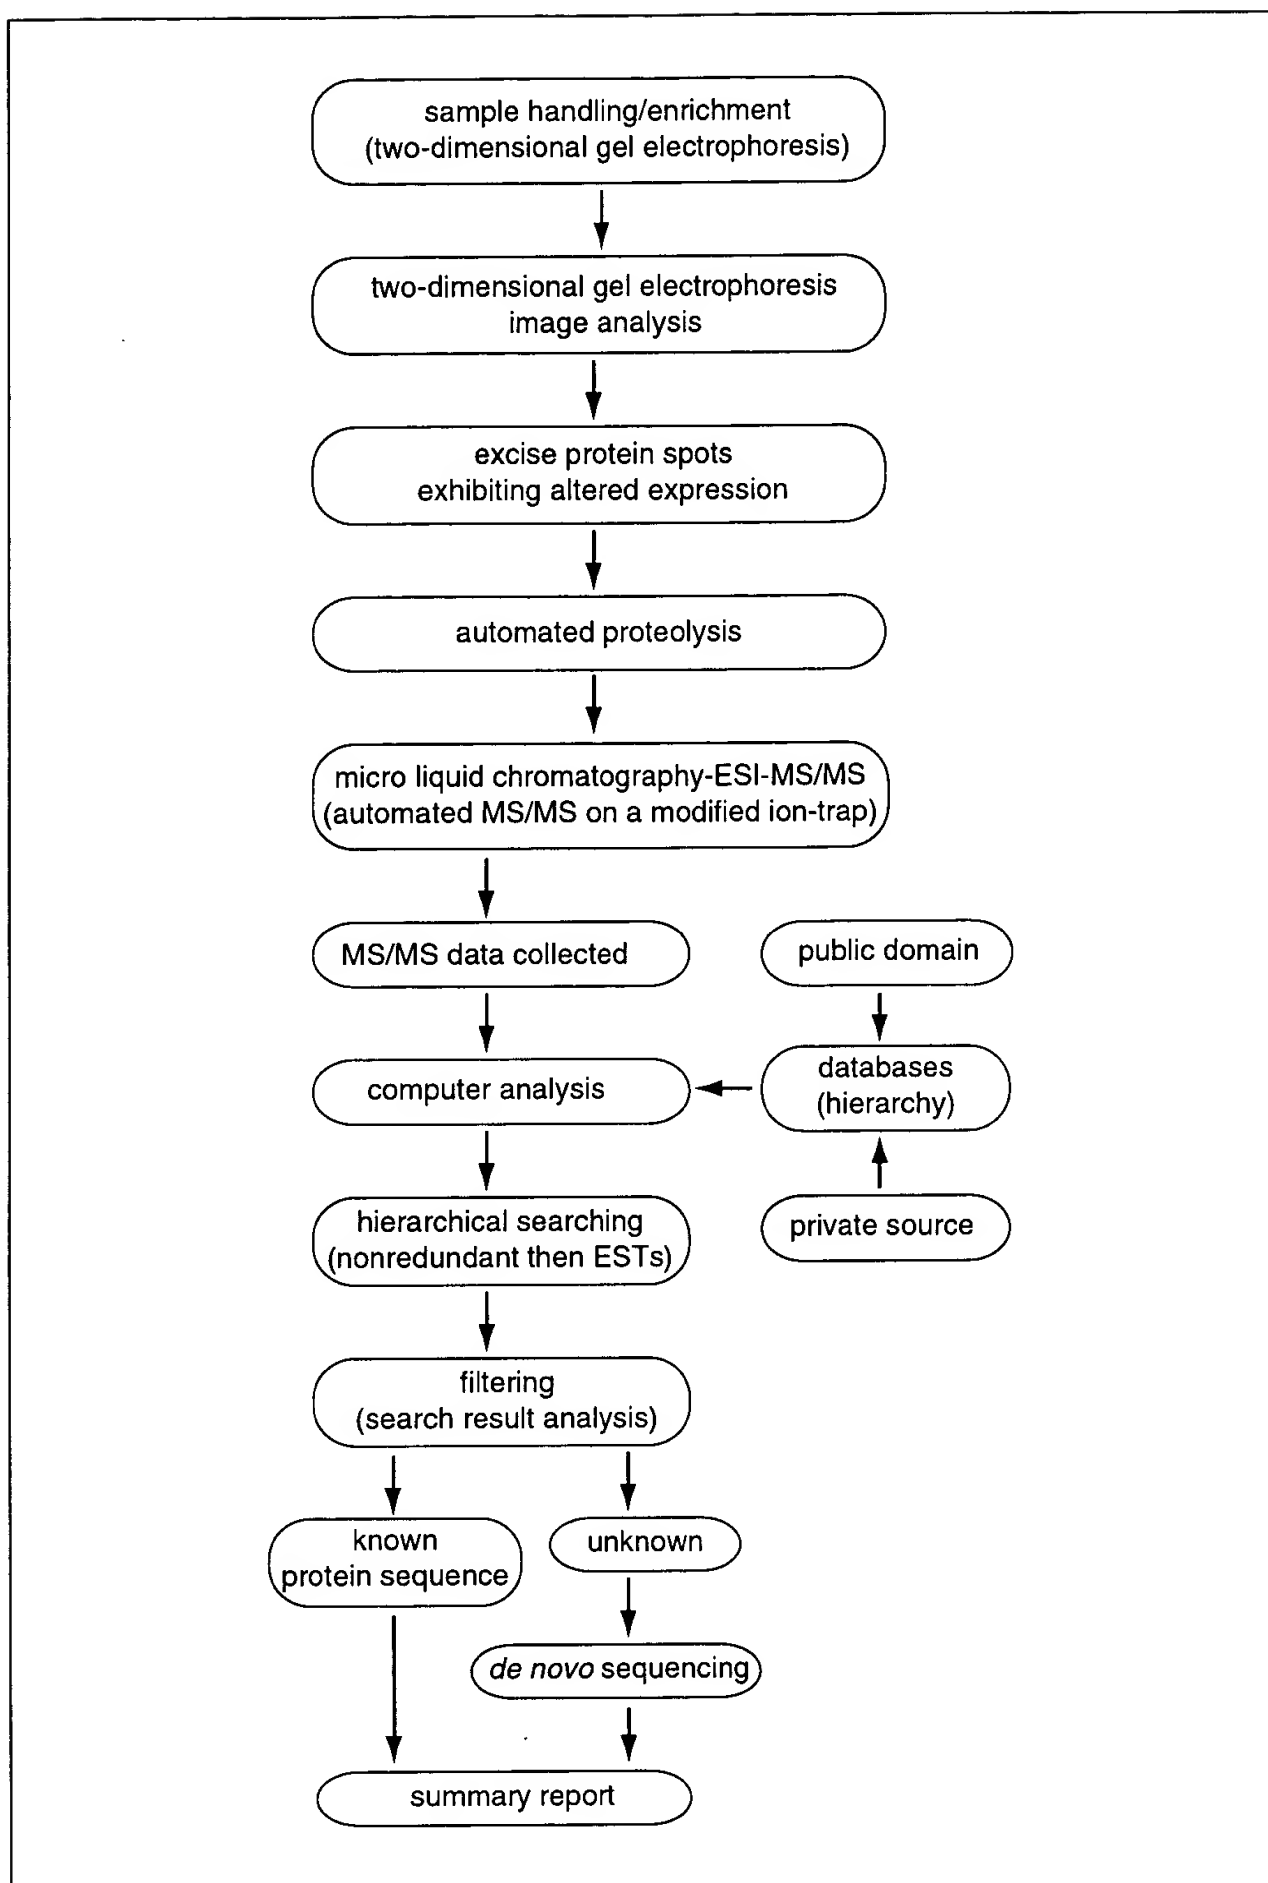 sample handling/enrichment
(two-dimensional gel electrophoresis)
two-dimensional gel electrophoresis
image analysis
excise protein spots
exhibiting altered expression
automated proteolysis
micro liquid chromatography-ESI-MS/MS
(automated MS/MS on a modified ion-trap)
MS/MS data collected
public domain
computer analysis
databases
(hierarchy)
hierarchical searching
(nonredundant then ESTs)
private source
filtering
(search result analysis)
known
protein sequence
unknown
de novo sequencing
summary report